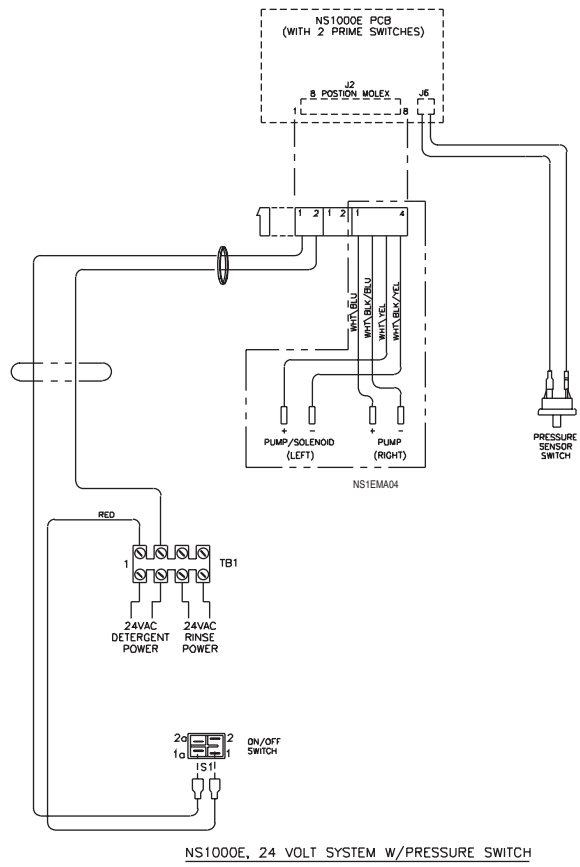 NS1000E PCB
(WITH 2 PRIME SWITCHES)
J2
8 POSTION MOLEX
J6
1
8
1 2 1 2 1 4
WHT\BLU
WHT\BLK/BLU
WHT\YEL
WHT\BLK/YEL
+ -
PUMP/SOLENOID
(LEFT)
+ -
PUMP
(RIGHT)
PRESSURE
SENSOR
SWITCH
NS1EMA04
RED
1
TB1
24VAC
DETERGENT
POWER
24VAC
RINSE
POWER
2a
2
1a
1
ON/OFF
SWITCH
S1
NS1000E, 24 VOLT SYSTEM W/PRESSURE SWITCH